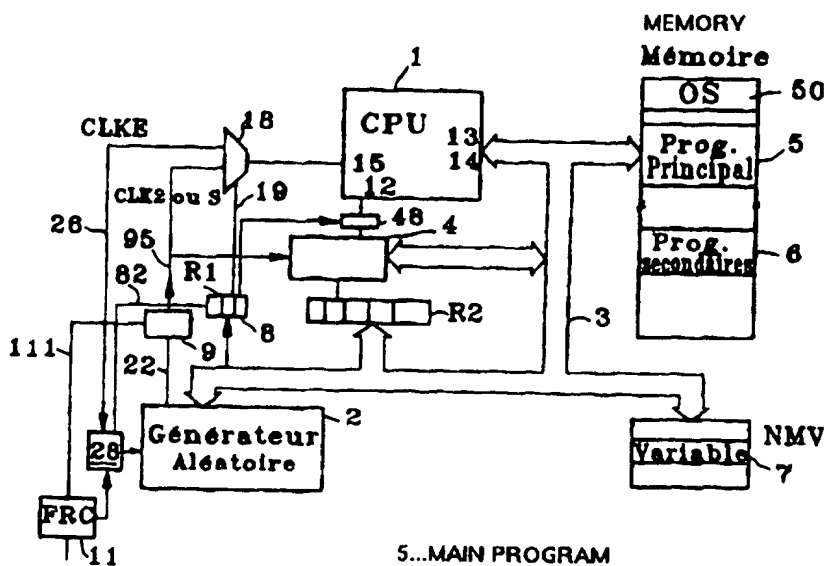 MEMORY
Mémoire
1
OS
50
CLKE
18
CPU
13
14
15
12
Prog.
Principal
5
CLK2 ou S
19
48
4
26
95
82
R1
8
R2
Prog.
secondaires
6
3
111
9
22
2
Générateur
Aléatoire
28
NMV
Variable
7
FRC
11
5...MAIN PROGRAM